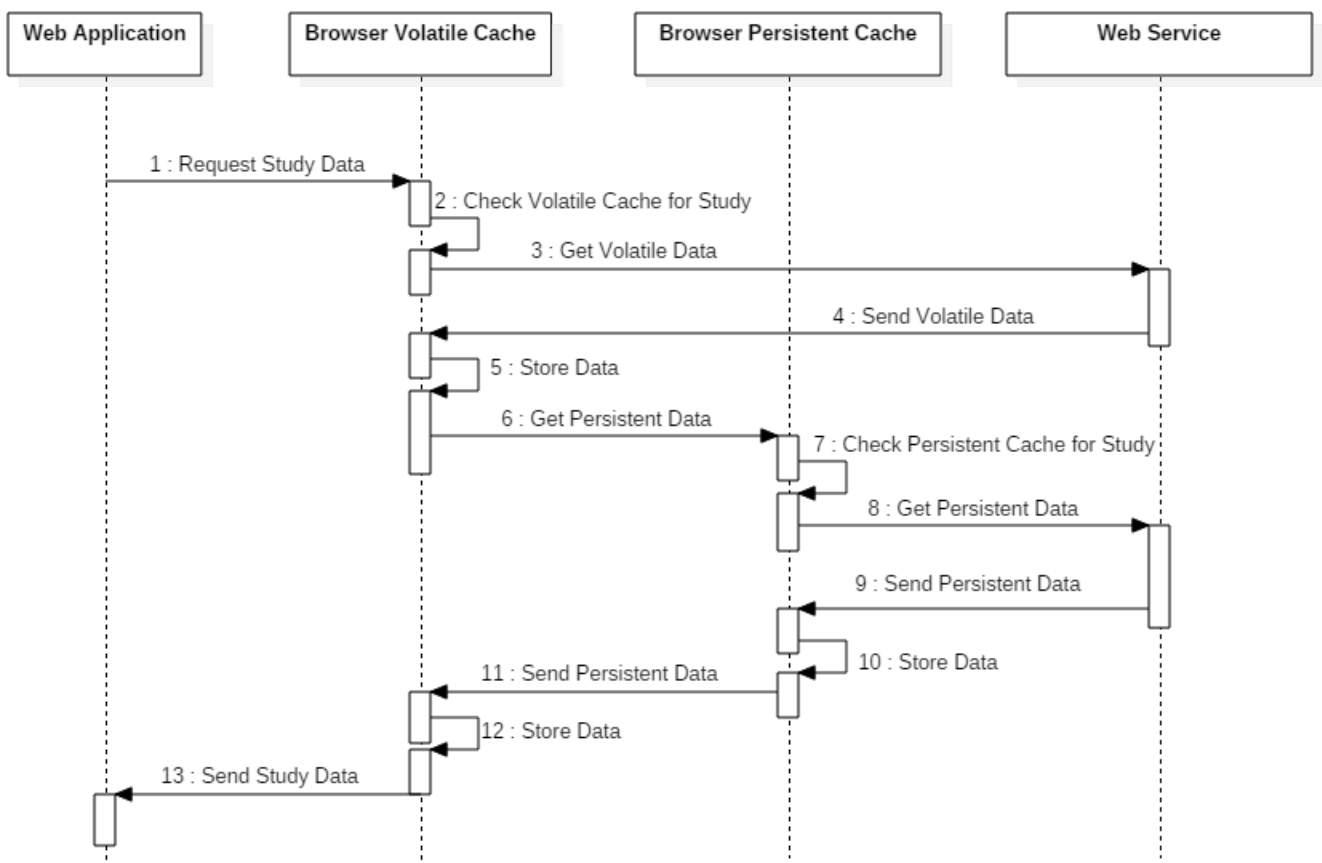 Web Application
Browser Volatile Cache
Browser Persistent Cache
Web Service
1 : Request Study Data
2 : Check Volatile Cache for Study
3 : Get Volatile Data
4 : Send Volatile Data
5 : Store Data
6 : Get Persistent Data
7 : Check Persistent Cache for Study
8 : Get Persistent Data
9 : Send Persistent Data
10 : Store Data
11 : Send Persistent Data
12 : Store Data
13 : Send Study Data